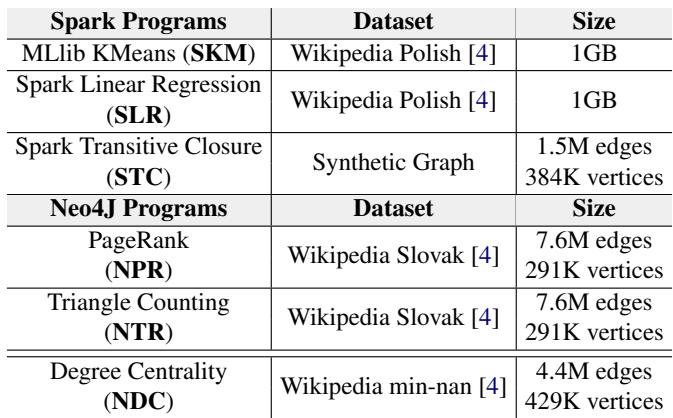 Spark Programs Dataset Size
MLlib KMeans (SKM) Wikipedia Polish [4] 1GB
Spark Linear Regression
(SLR) Wikipedia Polish [4] 1GB
Spark Transitive Closure
(STC) Synthetic Graph 1.5M edges
384K vertices
Neo4J Programs Dataset Size
PageRank
(NPR) Wikipedia Slovak [4] 7.6M edges
291K vertices
Triangle Counting
(NTR) Wikipedia Slovak [4] 7.6M edges
291K vertices
Degree Centrality
(NDC) Wikipedia min-nan [4] 4.4M edges
429K vertices